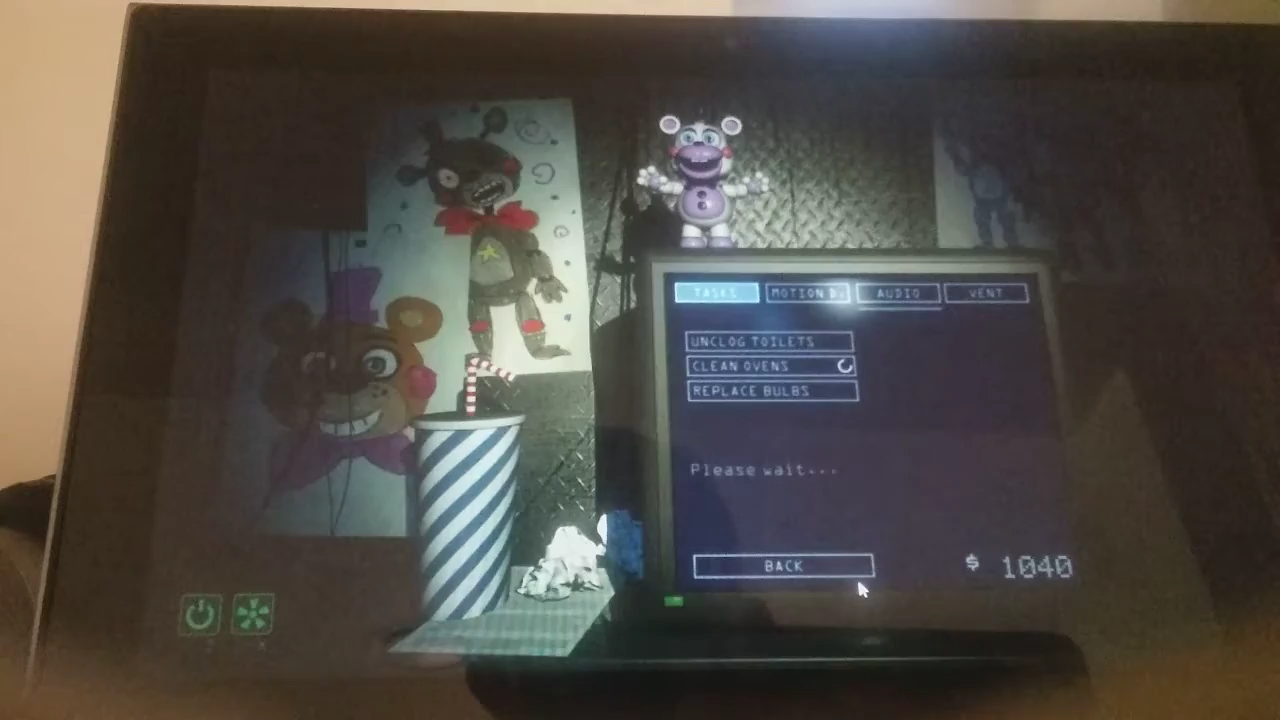 TASKS MOTION D. AUDIO VENT
UNCLOG TOILETS
CLEAN OVENS
REPLACE BULBS
Please wait...
BACK
$ 1040